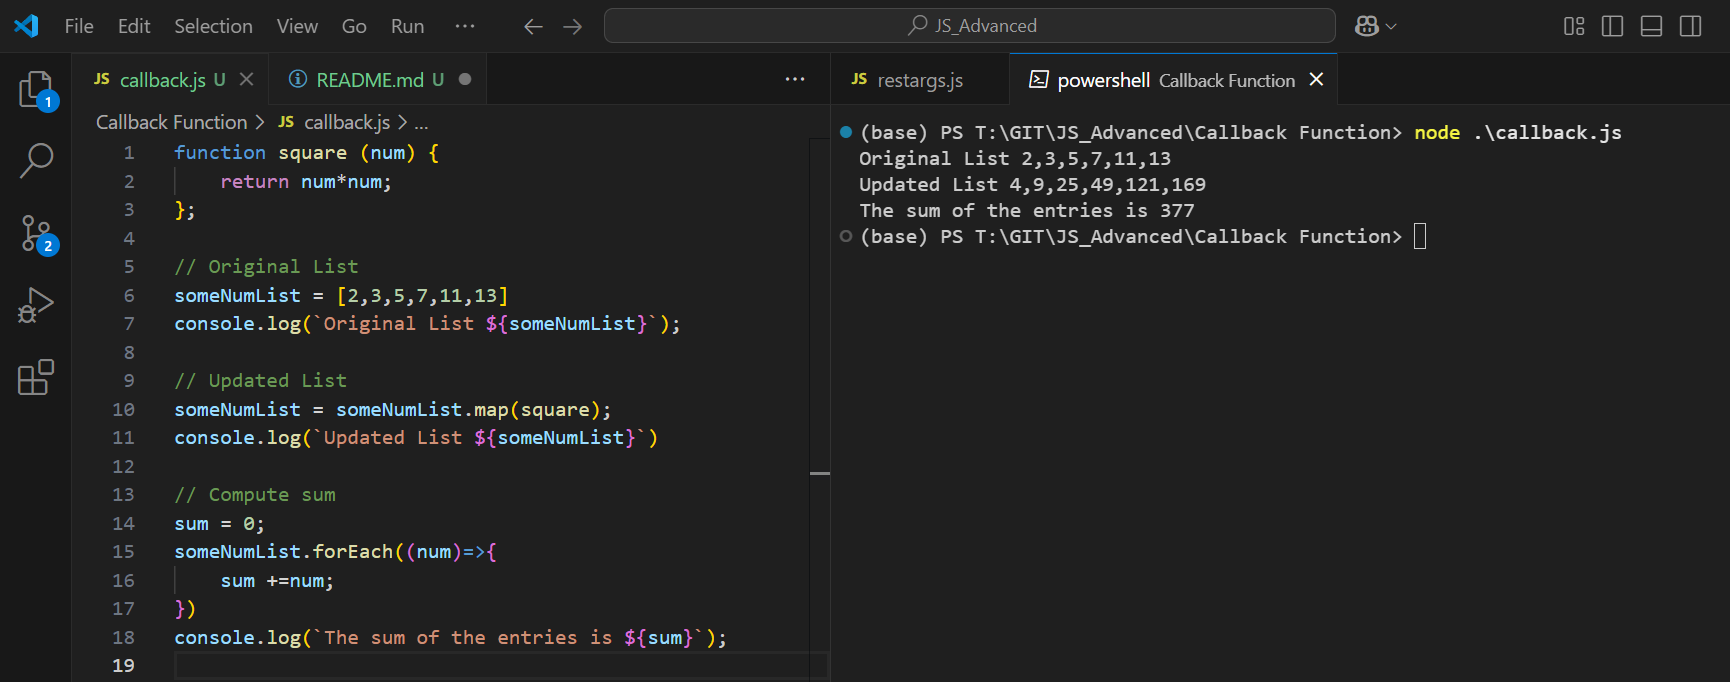 File Edit Selection View Go Run ... JS_Advanced
1
2
JS callback.js U
README.md U
...
Callback Function > JS callback.js > ...
1 function square (num) {
2     return num*num;
3 };
4
5 // Original List
6 someNumList = [2,3,5,7,11,13]
7 console.log(`Original List ${someNumList}`);
8
9 // Updated List
10 someNumList = someNumList.map(square);
11 console.log(`Updated List ${someNumList}`)
12
13 // Compute sum
14 sum = 0;
15 someNumList.forEach((num)=>{
16     sum +=num;
17 })
18 console.log(`The sum of the entries is ${sum}`);
19
JS restargs.js
powershell Callback Function
(base) PS T:\GIT\JS_Advanced\Callback Function> node .\callback.js
Original List 2,3,5,7,11,13
Updated List 4,9,25,49,121,169
The sum of the entries is 377
(base) PS T:\GIT\JS_Advanced\Callback Function>